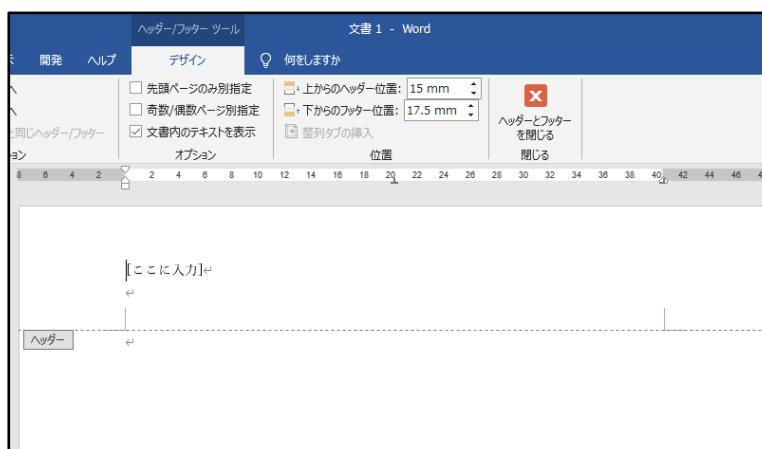 ヘッダー/フッター ツール
文書 1 - Word
開発 ヘルプ デザイン 何をしますか
先頭ページのみ別指定
奇数/偶数ページ別指定
文書内のテキストを表示
オプション
と同じヘッダー/フッター
上からのヘッダー位置: 15 mm
下からのフッター位置: 17.5 mm
整列タブの挿入
位置
ヘッダーとフッター
を閉じる
閉じる
8 6 4 2 2 4 6 8 10 12 14 16 18 20 22 24 26 28 30 32 34 36 38 40 42 44 46
[ここに入力]
ヘッダー